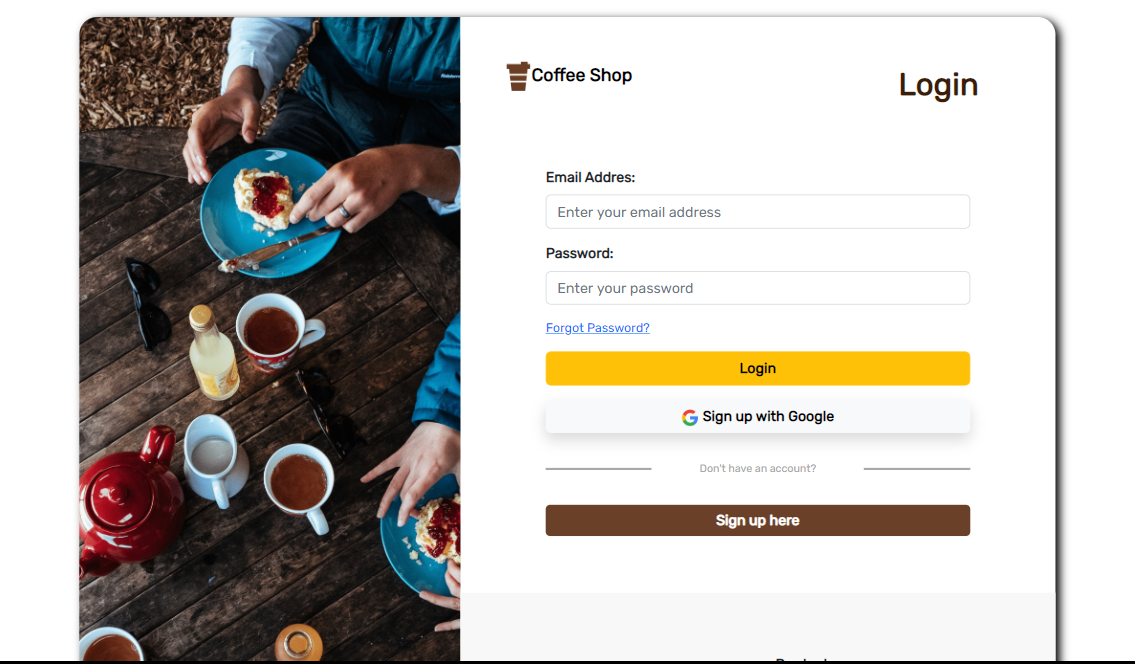 Coffee Shop
Login
Email Addres:
Enter your email address
Password:
Enter your password
Forgot Password?
Login
Sign up with Google
Don't have an account?
Sign up here